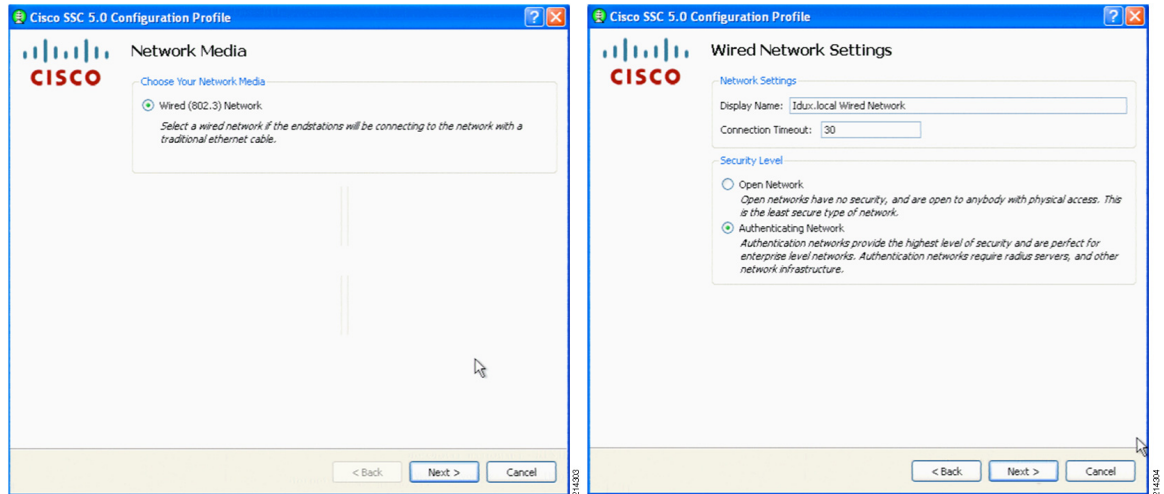 Cisco SSC 5.0 Configuration Profile
CISCO
Network Media
Choose Your Network Media
Wired (802.3) Network
Select a wired network if the endstations will be connecting to the network with a
traditional ethernet cable.
< Back
Next >
Cancel
214303
Cisco SSC 5.0 Configuration Profile
CISCO
Wired Network Settings
Network Settings
Display Name: Idux.local Wired Network
Connection Timeout: 30
Security Level
Open Network
Open networks have no security, and are open to anybody with physical access. This
is the least secure type of network.
Authenticating Network
Authentication networks provide the highest level of security and are perfect for
enterprise level networks. Authentication networks require radius servers, and other
network infrastructure.
< Back
Next >
Cancel
214304